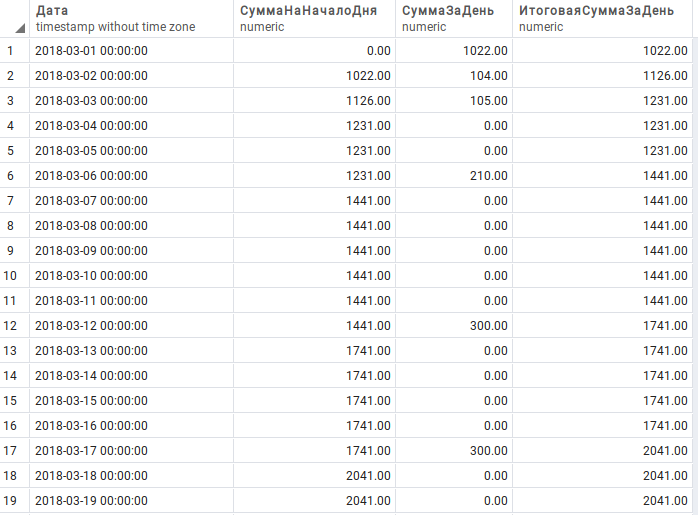 Дата СуммаНаНачалоДня СуммаЗаДень ИтоговаяСуммаЗаДень
timestamp without time zone numeric numeric numeric
1 2018-03-01 00:00:00 0.00 1022.00 1022.00
2 2018-03-02 00:00:00 1022.00 104.00 1126.00
3 2018-03-03 00:00:00 1126.00 105.00 1231.00
4 2018-03-04 00:00:00 1231.00 0.00 1231.00
5 2018-03-05 00:00:00 1231.00 0.00 1231.00
6 2018-03-06 00:00:00 1231.00 210.00 1441.00
7 2018-03-07 00:00:00 1441.00 0.00 1441.00
8 2018-03-08 00:00:00 1441.00 0.00 1441.00
9 2018-03-09 00:00:00 1441.00 0.00 1441.00
10 2018-03-10 00:00:00 1441.00 0.00 1441.00
11 2018-03-11 00:00:00 1441.00 0.00 1441.00
12 2018-03-12 00:00:00 1441.00 300.00 1741.00
13 2018-03-13 00:00:00 1741.00 0.00 1741.00
14 2018-03-14 00:00:00 1741.00 0.00 1741.00
15 2018-03-15 00:00:00 1741.00 0.00 1741.00
16 2018-03-16 00:00:00 1741.00 0.00 1741.00
17 2018-03-17 00:00:00 1741.00 300.00 2041.00
18 2018-03-18 00:00:00 2041.00 0.00 2041.00
19 2018-03-19 00:00:00 2041.00 0.00 2041.00